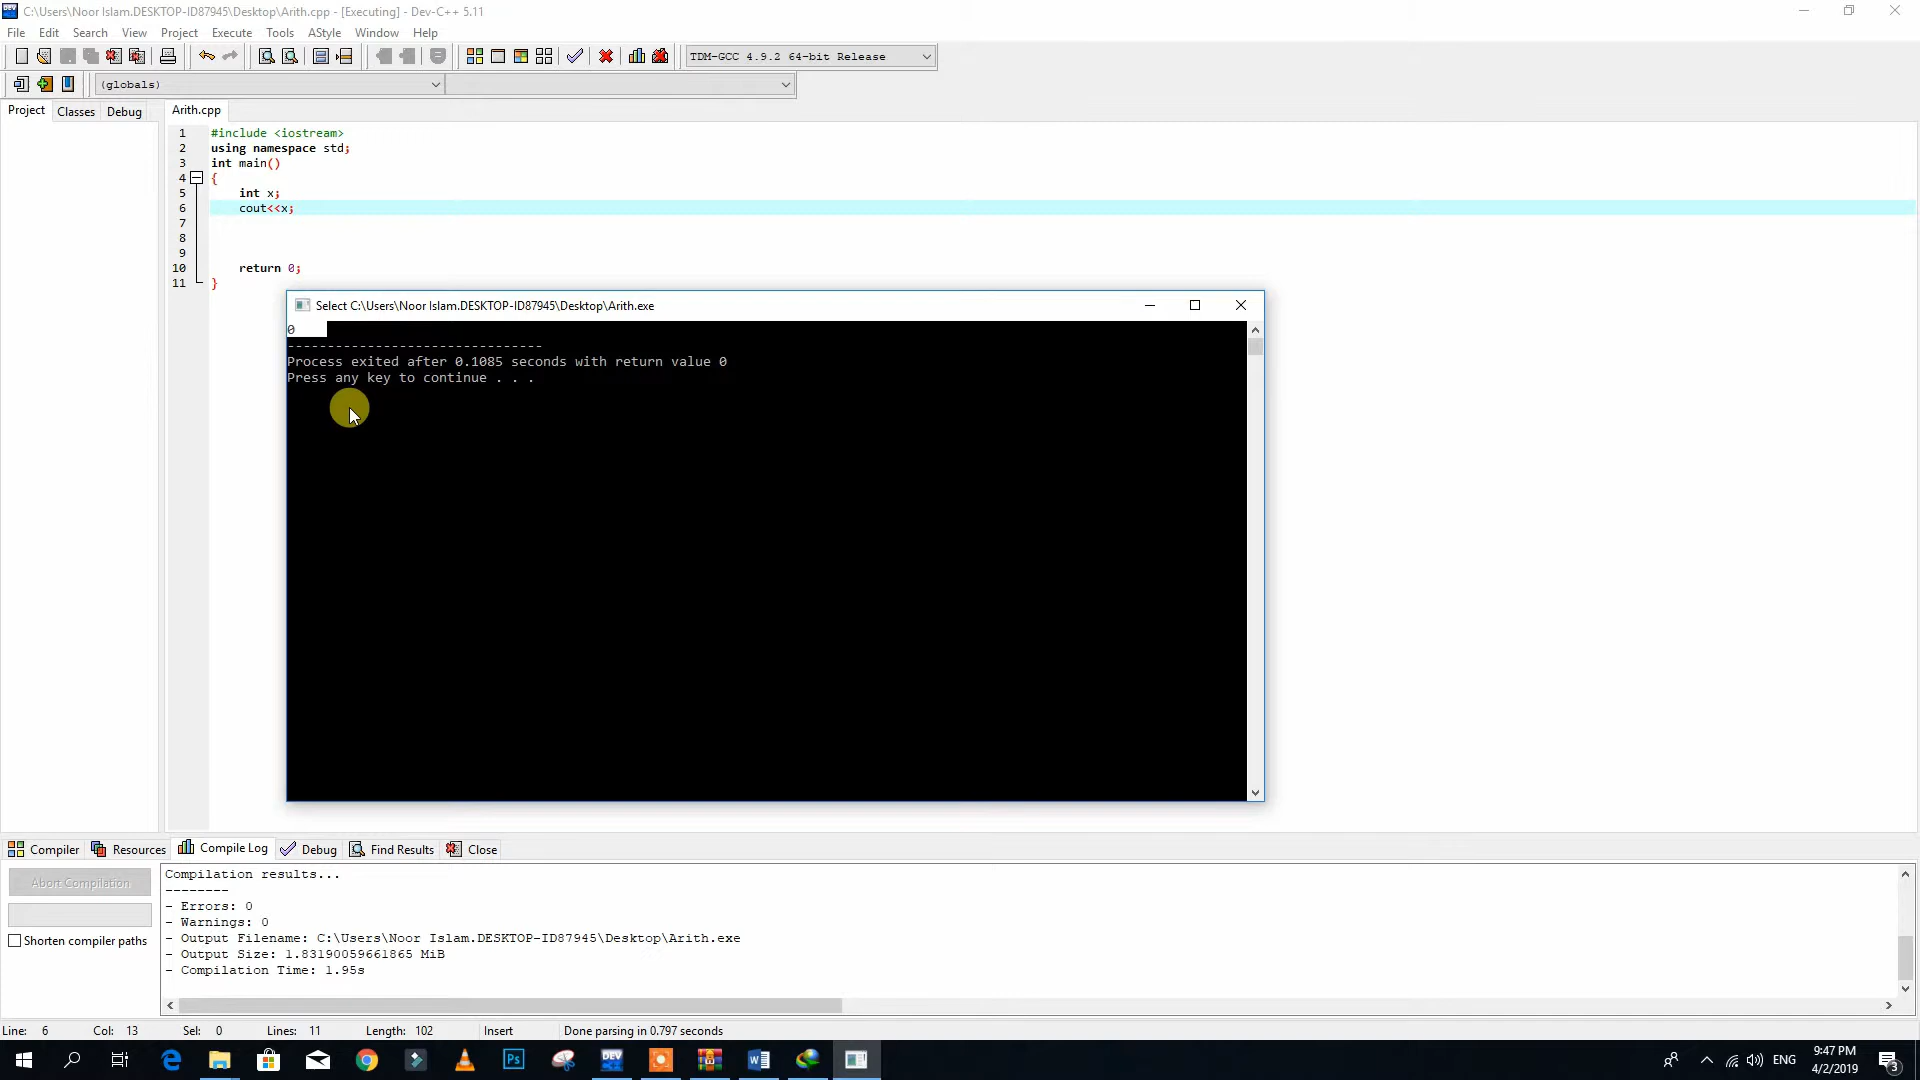 C:\Users\Noor Islam.DESKTOP-ID87945\Desktop\Arith.cpp - [Executing] - Dev-C++ 5.11
File Edit Search View Project Execute Tools AStyle Window Help
TDM-GCC 4.9.2 64-bit Release
(globals)
Project Classes Debug Arith.cpp
1 #include <iostream>
2 using namespace std;
3 int main()
4 {
5 int x;
6 cout<<x;
7
8
9
10 return 0;
11 }
Select C:\Users\Noor Islam.DESKTOP-ID87945\Desktop\Arith.exe
0
--------------------------------
Process exited after 0.1085 seconds with return value 0
Press any key to continue . . .
Compiler Resources Compile Log Debug Find Results Close
Abort Compilation
Shorten compiler paths
Compilation results...
--------
- Errors: 0
- Warnings: 0
- Output Filename: C:\Users\Noor Islam.DESKTOP-ID87945\Desktop\Arith.exe
- Output Size: 1.83190059661865 MiB
- Compilation Time: 1.95s
Line: 6 Col: 13 Sel: 0 Lines: 11 Length: 102 Insert Done parsing in 0.797 seconds
Ps DEV ENG 9:47 PM
4/2/2019 3